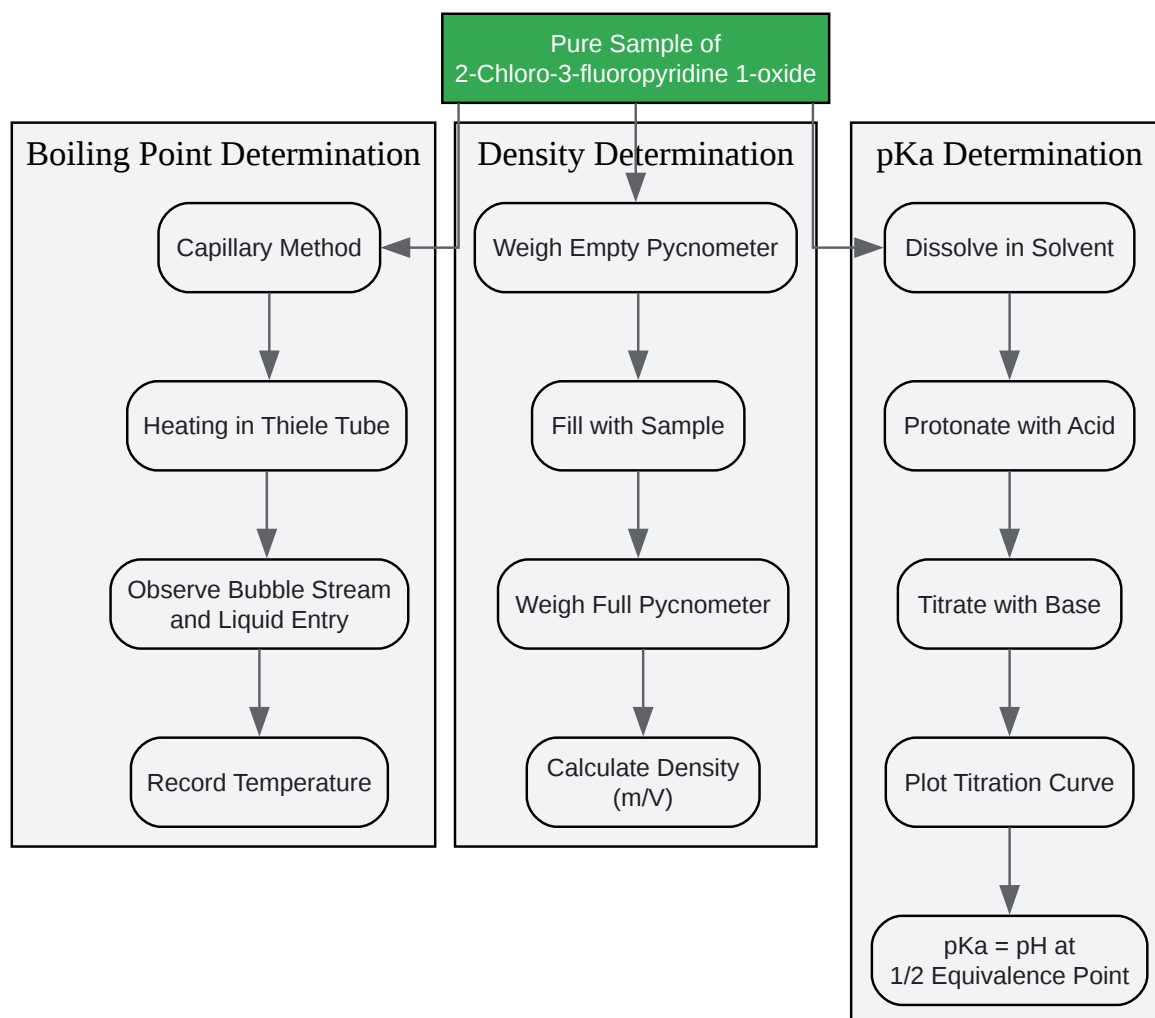 Pure Sample of
2-Chloro-3-fluoropyridine 1-oxide
Boiling Point Determination
Capillary Method
Heating in Thiele Tube
Observe Bubble Stream
and Liquid Entry
Record Temperature
Density Determination
Weigh Empty Pycnometer
Fill with Sample
Weigh Full Pycnometer
Calculate Density
(m/V)
pKa Determination
Dissolve in Solvent
Protonate with Acid
Titrate with Base
Plot Titration Curve
pKa = pH at
1/2 Equivalence Point